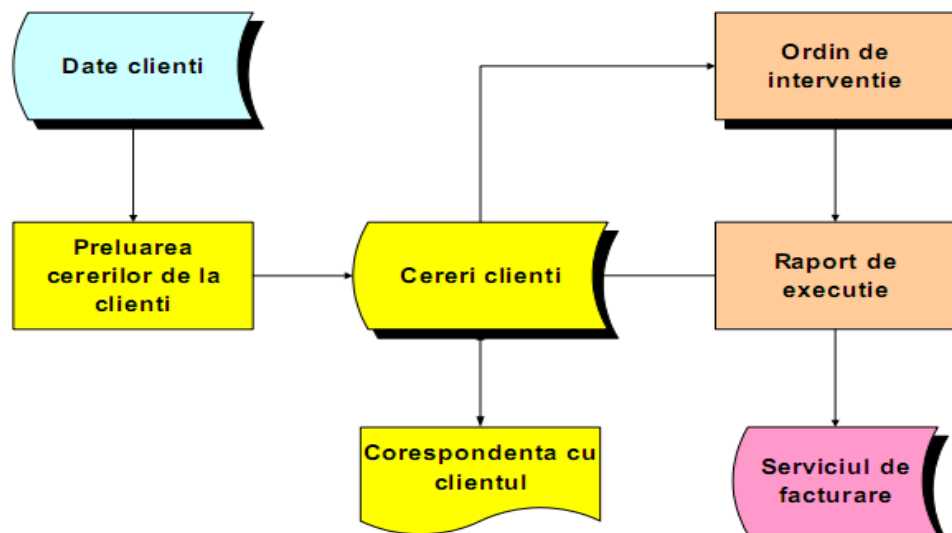 Date clienti
Ordin de
interventie
Preluarea
cererilor de la
clienti
Cereri clienti
Raport de
executie
Corespondenta cu
clientul
Serviciul de
facturare